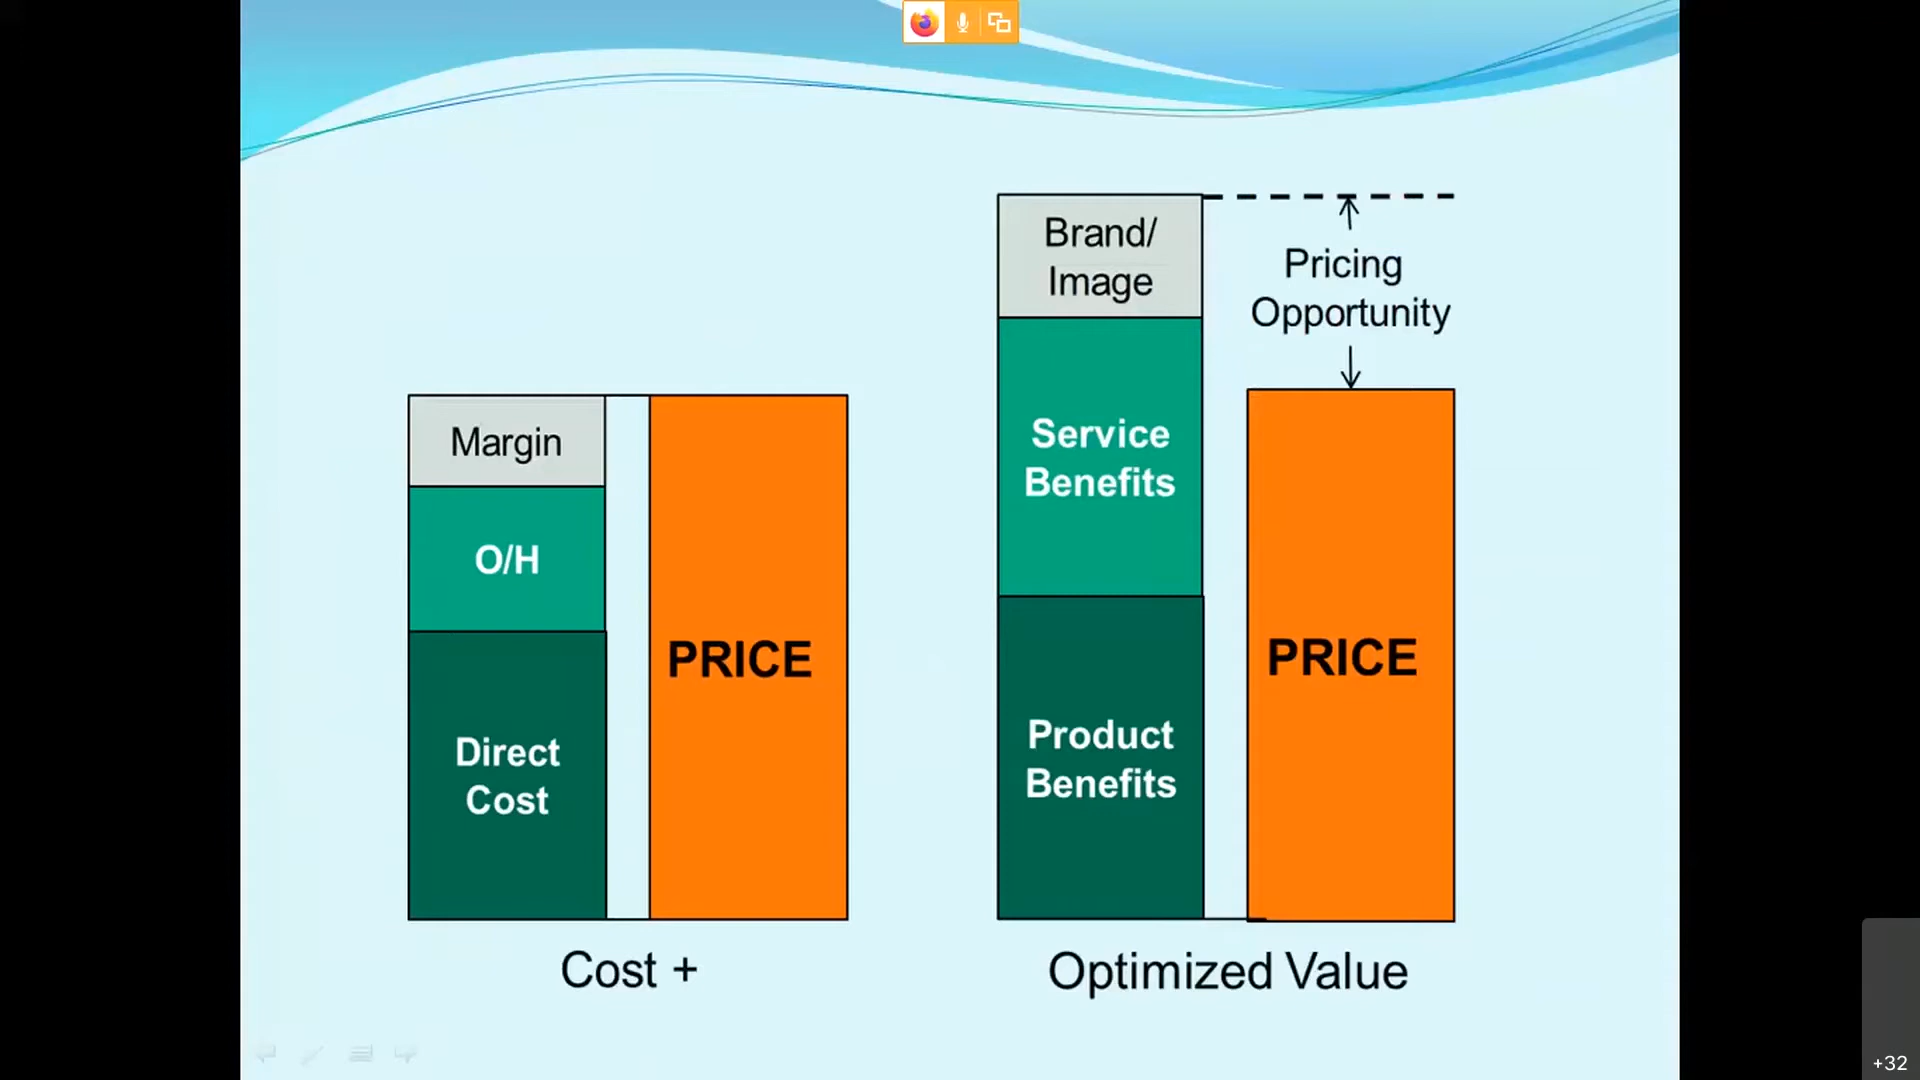 Margin
O/H
Direct
Cost
PRICE
Cost +
Brand/
Image
Service
Benefits
Product
Benefits
Pricing
Opportunity
PRICE
Optimized Value
+32